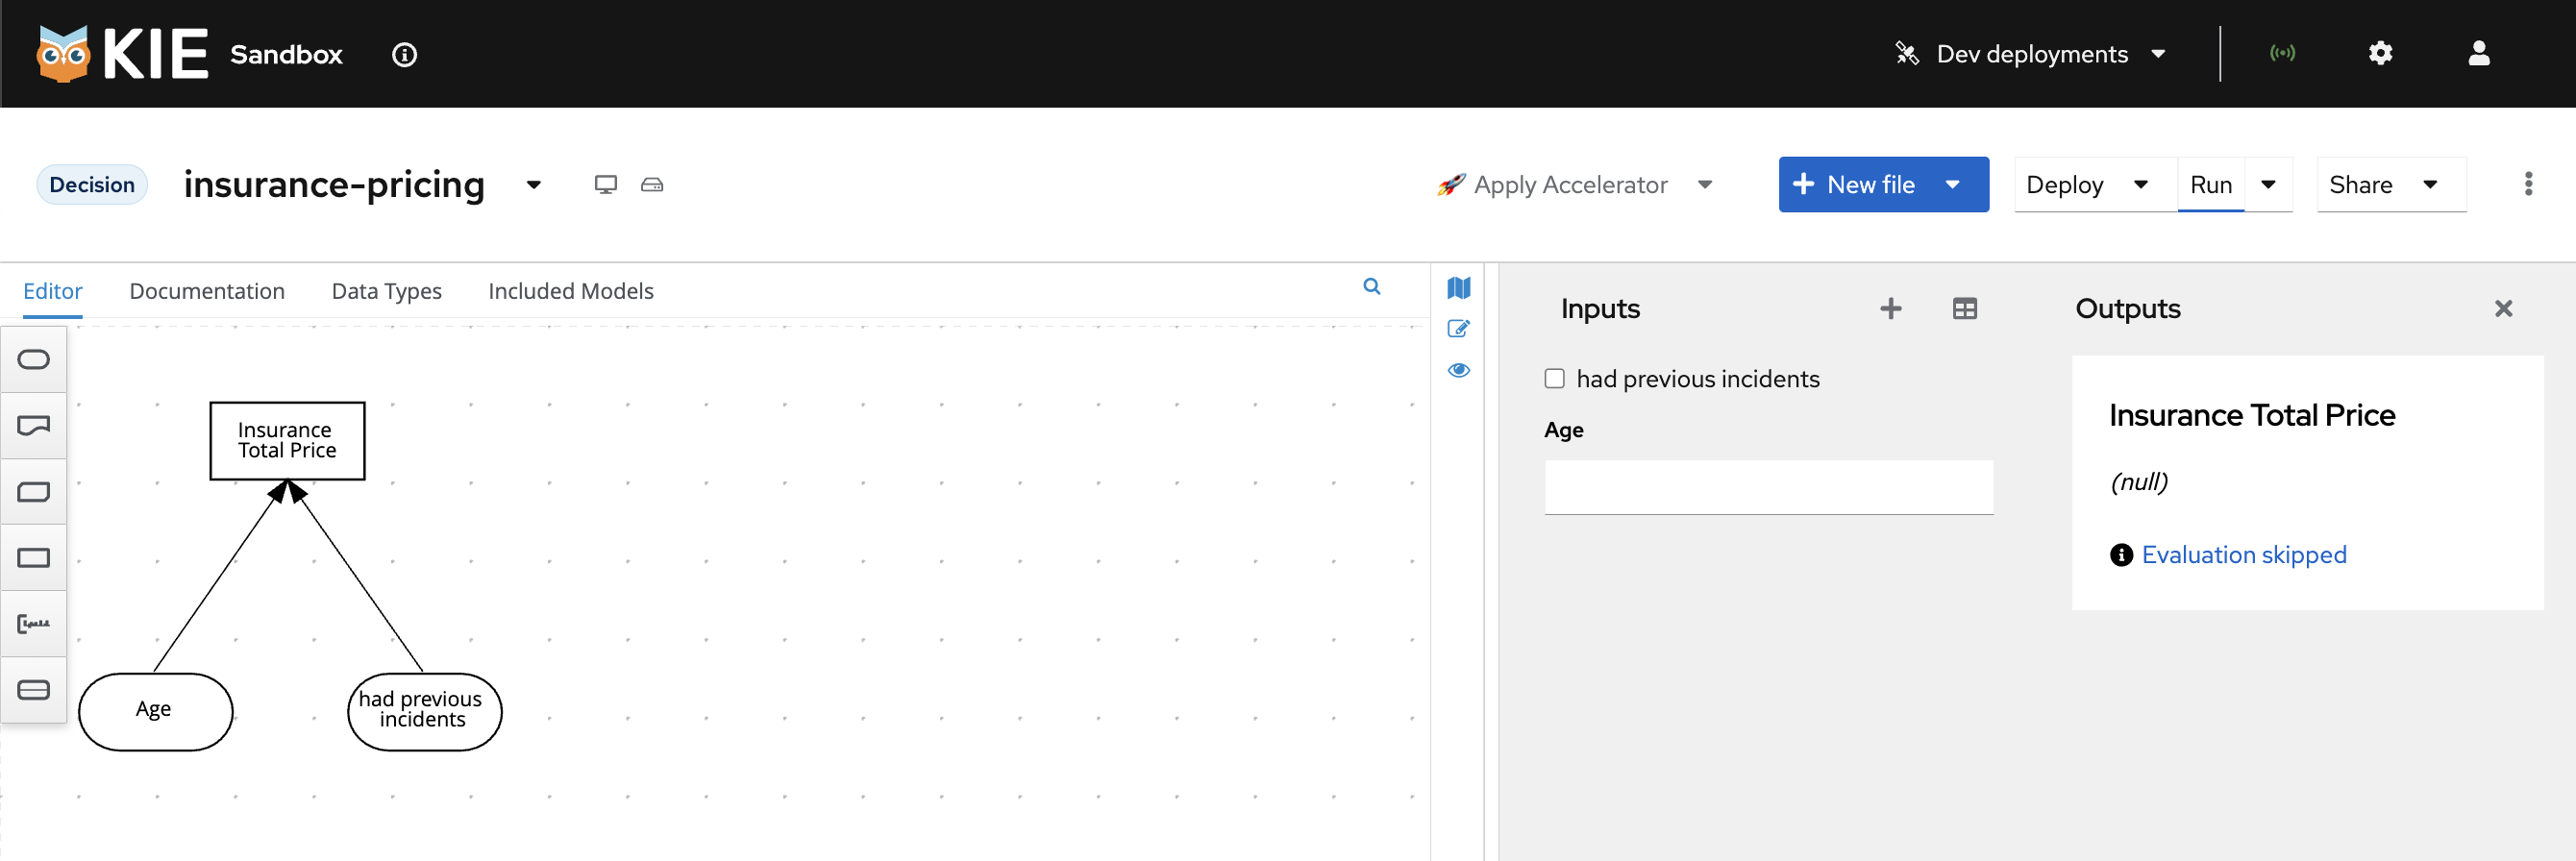 KIE Sandbox
Dev deployments
Decision
insurance-pricing
Apply Accelerator
New file
Deploy
Run
Share
Editor
Documentation
Data Types
Included Models
Insurance
Total Price
Age
had previous
incidents
Inputs
had previous incidents
Age
Outputs
Insurance Total Price
(null)
Evaluation skipped